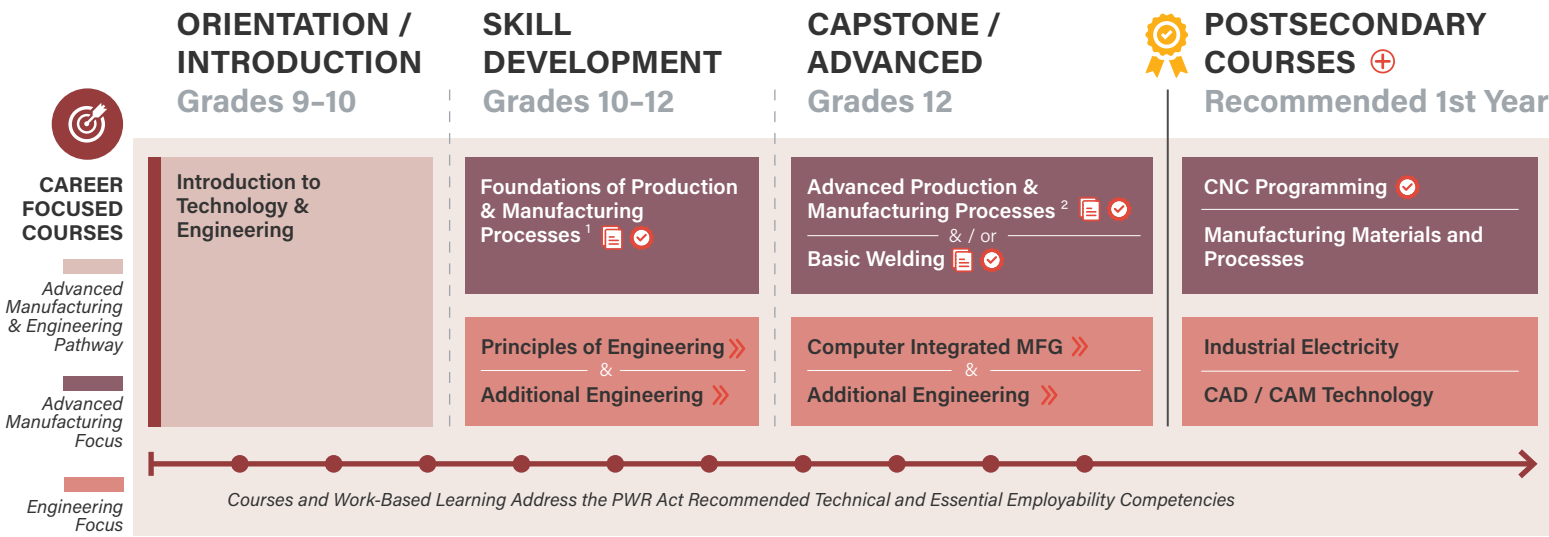 ORIENTATION /
INTRODUCTION
Grades 9–10
SKILL
DEVELOPMENT
Grades 10–12
CAPSTONE /
ADVANCED
Grades 12
POSTSECONDARY
COURSES
Recommended 1st Year
CAREER
FOCUSED
COURSES
Advanced
Manufacturing
& Engineering
Pathway
Advanced
Manufacturing
Focus
Engineering
Focus
Introduction to
Technology &
Engineering
Foundations of Production
& Manufacturing
Processes 1
Principles of Engineering
&
Additional Engineering
Advanced Production &
Manufacturing Processes 2
& / or
Basic Welding
Computer Integrated MFG
&
Additional Engineering
CNC Programming
Manufacturing Materials and
Processes
Industrial Electricity
CAD / CAM Technology
Courses and Work-Based Learning Address the PWR Act Recommended Technical and Essential Employability Competencies